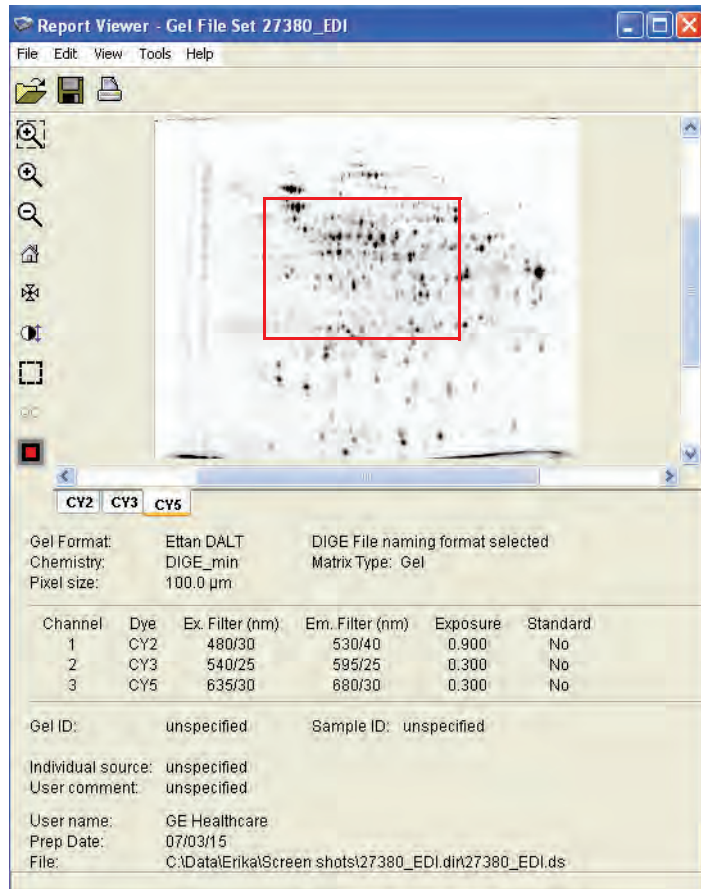 Report Viewer - Gel File Set 27380_EDI
File Edit View Tools Help
CY2 CY3 CY5
Gel Format: Ettan DALT DIGE File naming format selected
Chemistry: DIGE_min Matrix Type: Gel
Pixel size: 100.0 µm
Channel Dye Ex. Filter (nm) Em. Filter (nm) Exposure Standard
1 CY2 480/30 530/40 0.900 No
2 CY3 540/25 595/25 0.300 No
3 CY5 635/30 680/30 0.300 No
Gel ID: unspecified Sample ID: unspecified
Individual source: unspecified
User comment: unspecified
User name: GE Healthcare
Prep Date: 07/03/15
File: C:\Data\Erika\Screen shots\27380_EDI.dir\27380_EDI.ds